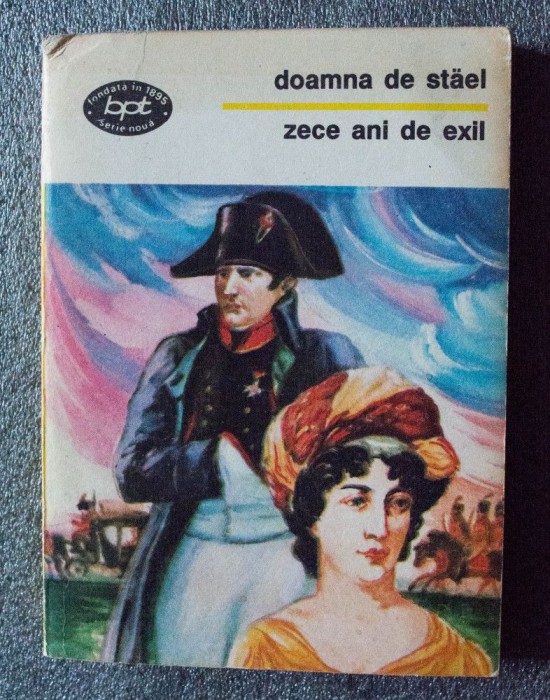 fondată în 1895
bpt
serie nouă
doamna de stäel
zece ani de exil